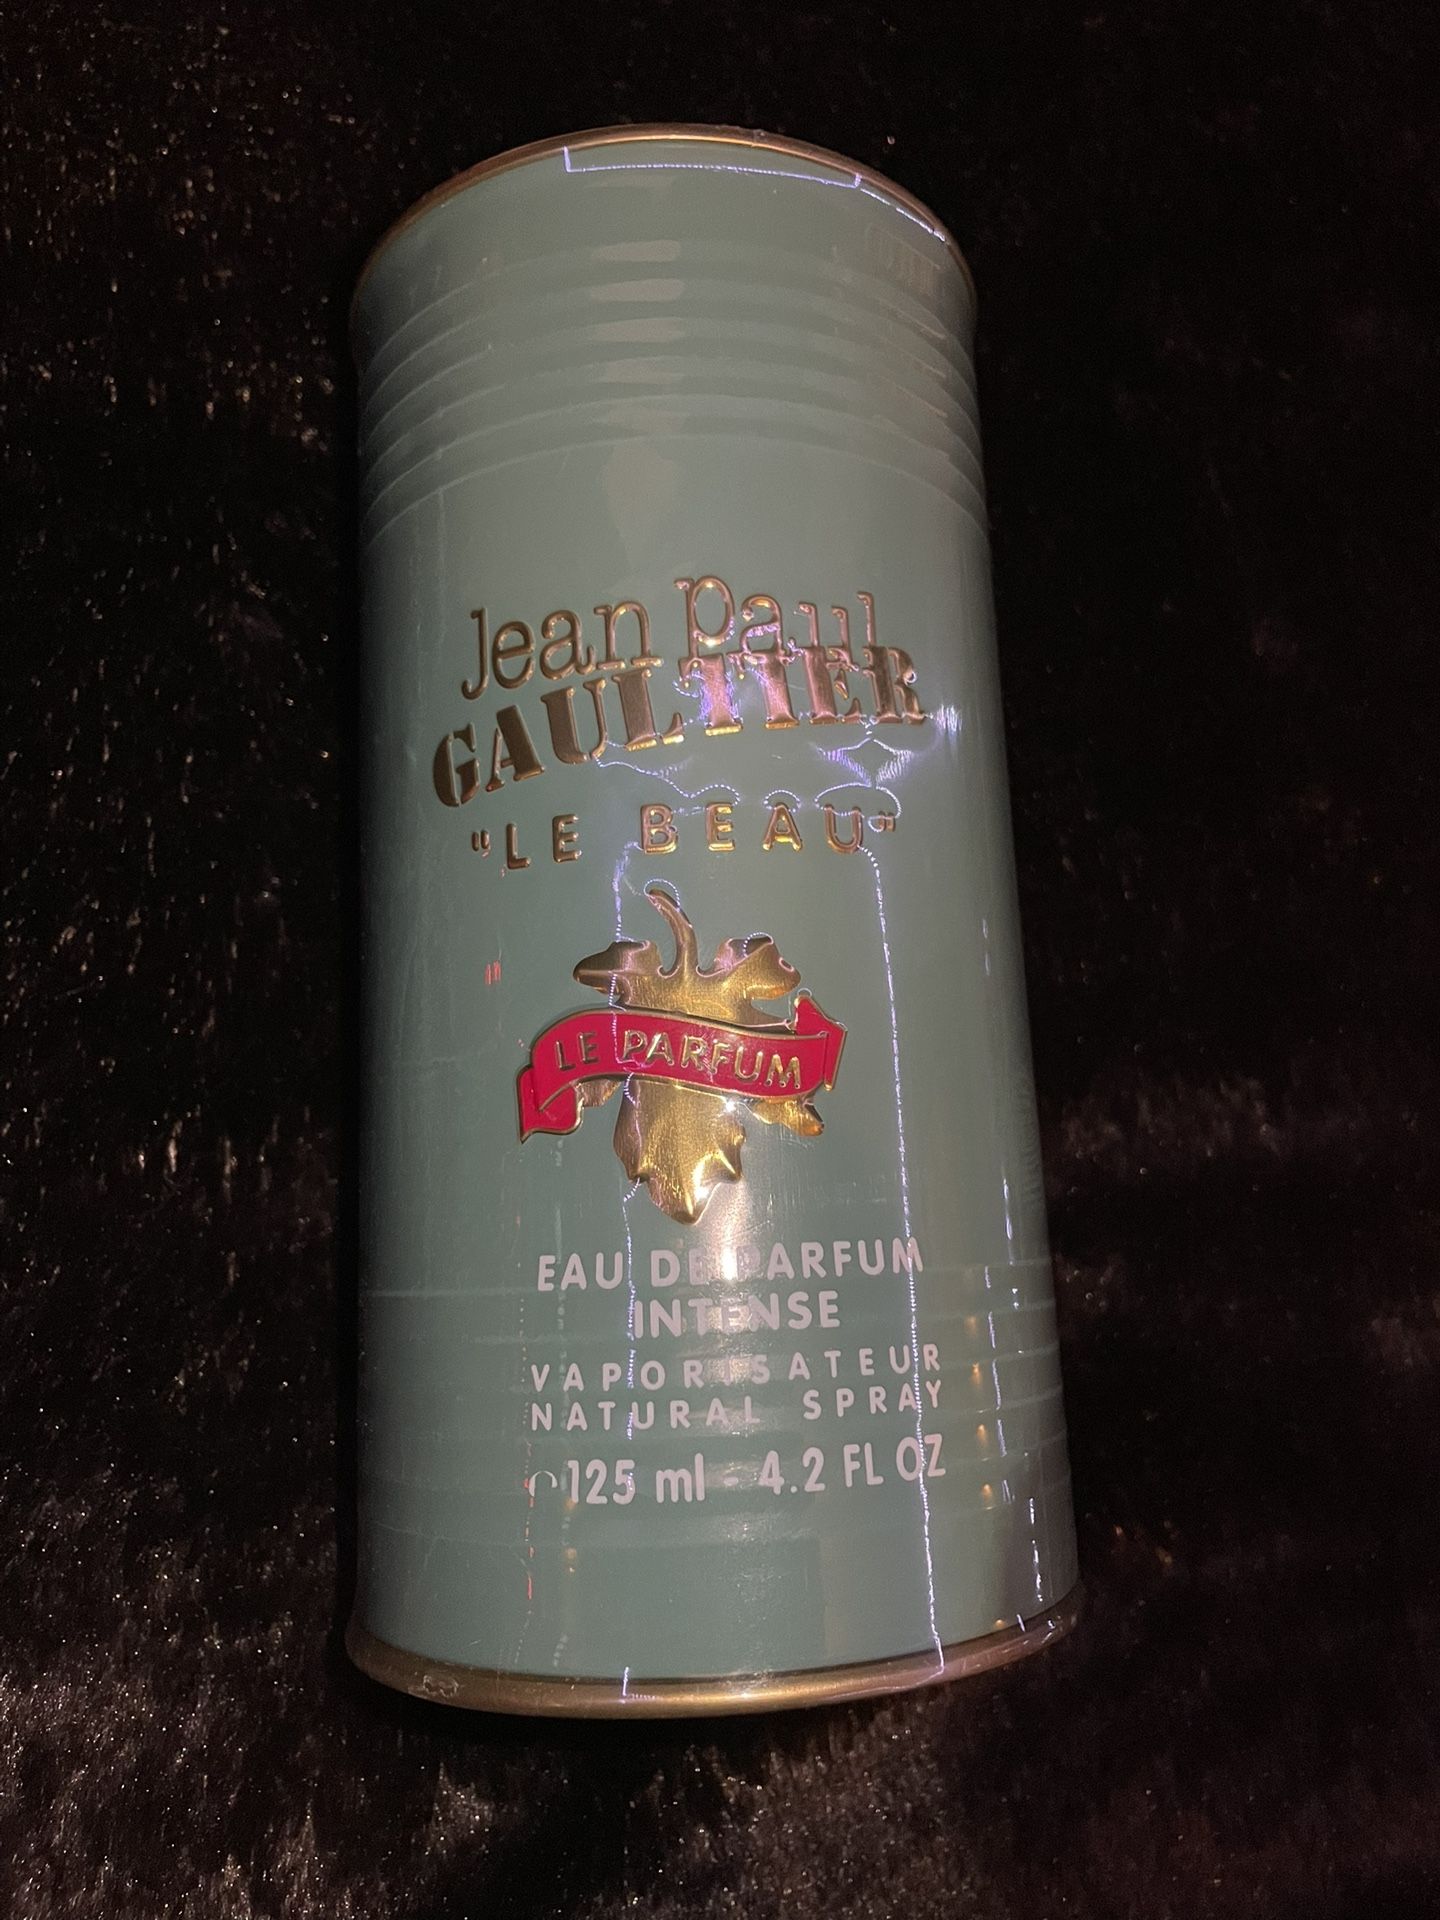 Jean Paul
GAULTIER
"LE BEAU"
LE PARFUM
EAU DE PARFUM
INTENSE
VAPORISATEUR
NATURAL SPRAY
℮125 ml - 4.2 FL OZ